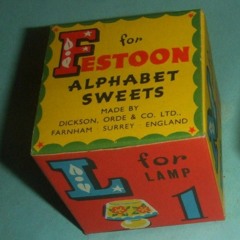 for
FESTOON
ALPHABET
SWEETS
MADE BY
DICKSON, ORDE & CO. LTD.,
FARNHAM SURREY ENGLAND
L for
LAMP
1